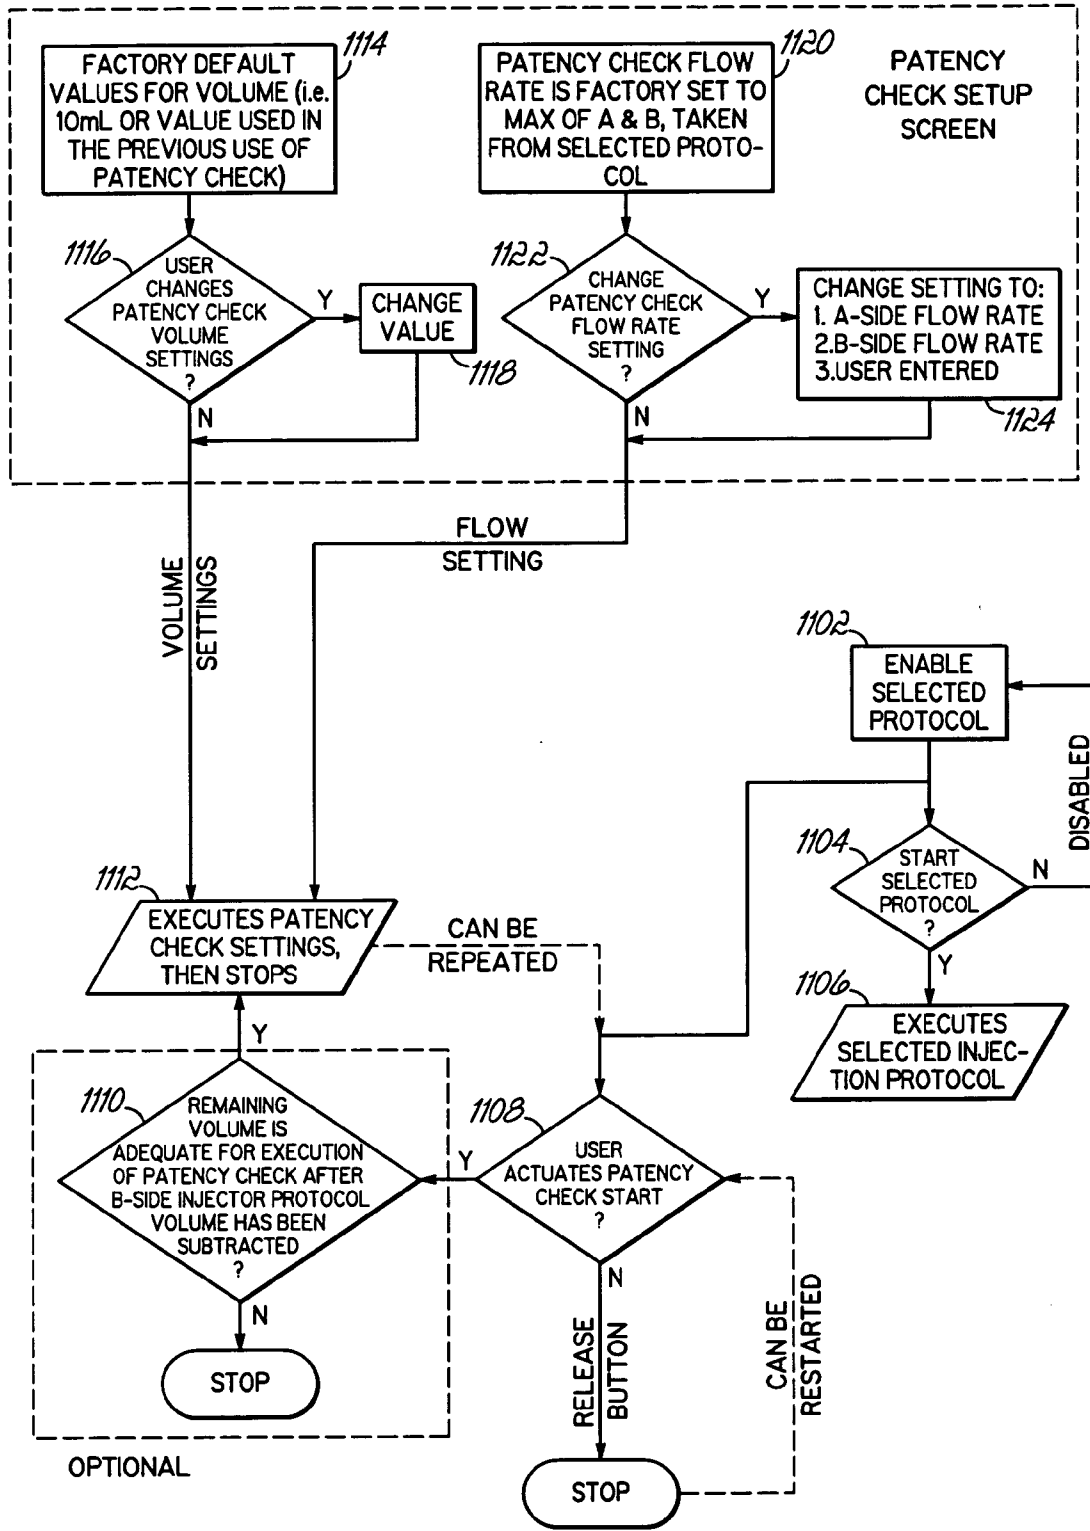 1114
FACTORY DEFAULT
VALUES FOR VOLUME (i.e.
10mL OR VALUE USED IN
THE PREVIOUS USE OF
PATENCY CHECK)
1120
PATENCY CHECK FLOW
RATE IS FACTORY SET TO
MAX OF A & B, TAKEN
FROM SELECTED PROTO-
COL
PATENCY
CHECK SETUP
SCREEN
1116
USER
CHANGES
PATENCY CHECK
VOLUME
SETTINGS
?
Y
CHANGE
VALUE
1118
N
1122
CHANGE
PATENCY CHECK
FLOW RATE
SETTING
?
Y
CHANGE SETTING TO:
1. A-SIDE FLOW RATE
2.B-SIDE FLOW RATE
3.USER ENTERED
1124
N
VOLUME
SETTINGS
FLOW
SETTING
1102
ENABLE
SELECTED
PROTOCOL
DISABLED
1104
START
SELECTED
PROTOCOL
?
N
Y
1106
EXECUTES
SELECTED INJEC-
TION PROTOCOL
1112
EXECUTES PATENCY
CHECK SETTINGS,
THEN STOPS
CAN BE
REPEATED
Y
1110
REMAINING
VOLUME IS
ADEQUATE FOR EXECUTION
OF PATENCY CHECK AFTER
B-SIDE INJECTOR PROTOCOL
VOLUME HAS BEEN
SUBTRACTED
?
N
STOP
OPTIONAL
1108
USER
ACTUATES PATENCY
CHECK START
?
Y
N
RELEASE
BUTTON
STOP
CAN BE
RESTARTED